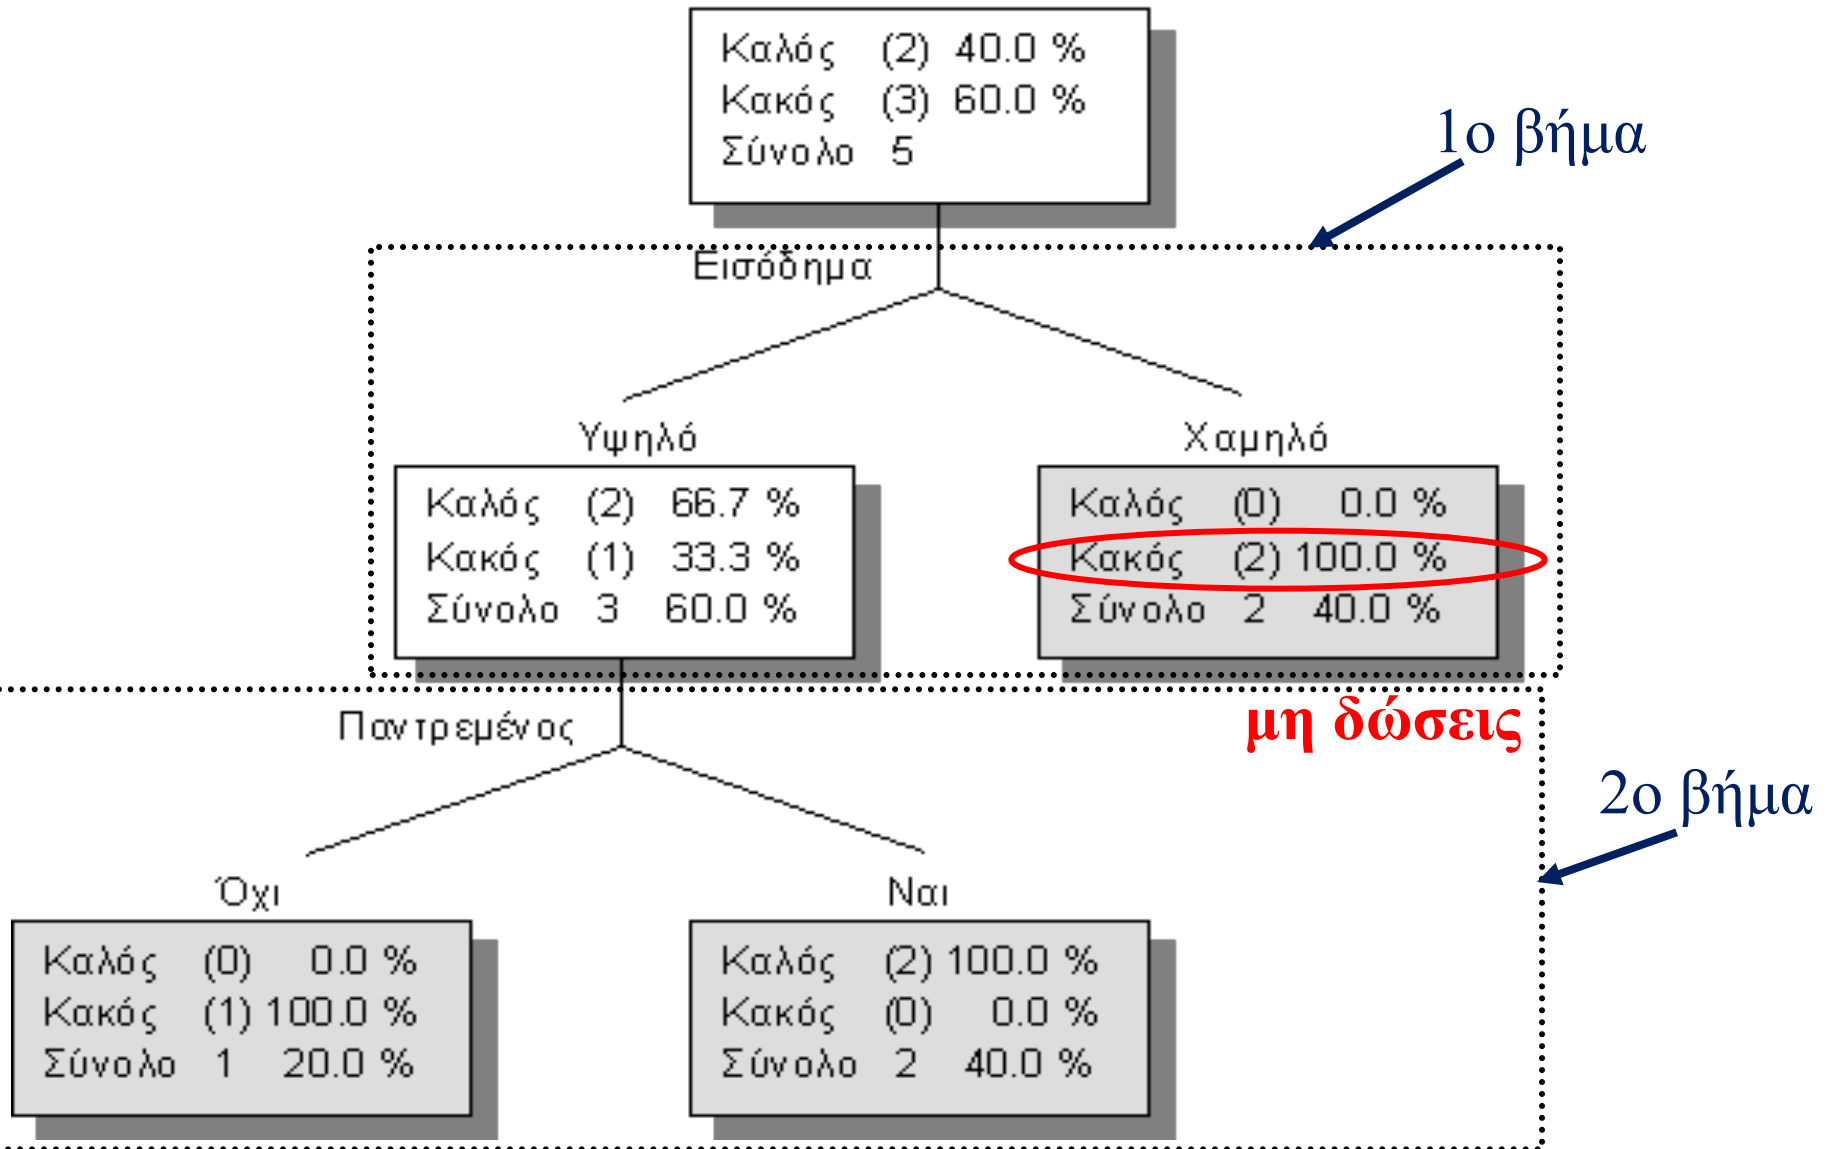 Καλός (2) 40.0 %
Κακός (3) 60.0 %
Σύνολο 5
1ο βήμα
Εισόδημα
Υψηλό
Καλός (2) 66.7 %
Κακός (1) 33.3 %
Σύνολο 3 60.0 %
Χαμηλό
Καλός (0) 0.0 %
Κακός (2) 100.0 %
Σύνολο 2 40.0 %
μη δώσεις
Παντρεμένος
2ο βήμα
Όχι
Καλός (0) 0.0 %
Κακός (1) 100.0 %
Σύνολο 1 20.0 %
Ναι
Καλός (2) 100.0 %
Κακός (0) 0.0 %
Σύνολο 2 40.0 %